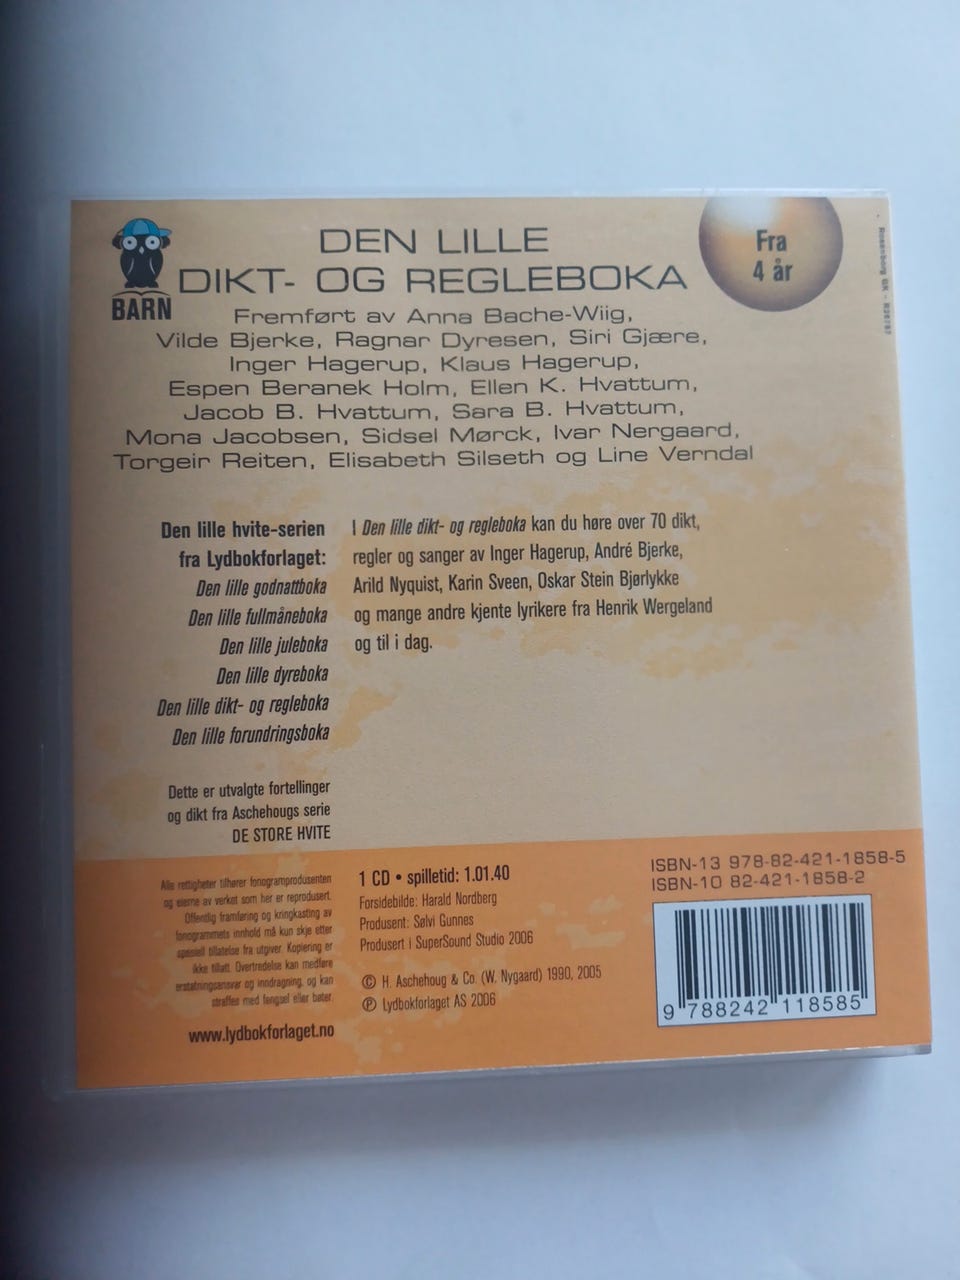 BARN
DEN LILLE
DIKT- OG REGLEBOKA
Fra
4 år
Fremført av Anna Bache-Wiig,
Vilde Bjerke, Ragnar Dyresen, Siri Gjære,
Inger Hagerup, Klaus Hagerup,
Espen Beranek Holm, Ellen K. Hvattum,
Jacob B. Hvattum, Sara B. Hvattum,
Mona Jacobsen, Sidsel Mørck, Ivar Nergaard,
Torgeir Reiten, Elisabeth Silseth og Line Verndal
Den lille hvite-serien
fra Lydbokforlaget:
Den lille godnattboka
Den lille fullmåneboka
Den lille juleboka
Den lille dyreboka
Den lille dikt- og regleboka
Den lille forundringsboka
Dette er utvalgte fortellinger
og dikt fra Aschehougs serie
DE STORE HVITE
I Den lille dikt- og regleboka kan du høre over 70 dikt,
regler og sanger av Inger Hagerup, André Bjerke,
Arild Nyquist, Karin Sveen, Oskar Stein Bjørlykke
og mange andre kjente lyrikere fra Henrik Wergeland
og til i dag.
Alle rettigheter tilhører fonogramprodusenten
og eierne av verket som her er reprodusert.
Offentlig framføring og kringkasting av
fonogrammets innhold må kun skje etter
spesiell tillatelse fra utgiver. Kopiering er
ikke tillatt. Overtredelse kan medføre
erstatningsansvar og inndragning, og kan
straffes med fengsel eller bøter.
www.lydbokforlaget.no
1 CD • spilletid: 1.01.40
Forsidebilde: Harald Nordberg
Produsent: Sølvi Gunnes
Produsert i SuperSound Studio 2006
© H. Aschehoug & Co. (W. Nygaard) 1990, 2005
℗ Lydbokforlaget AS 2006
ISBN-13 978-82-421-1858-5
ISBN-10 82-421-1858-2
9 788242 118585